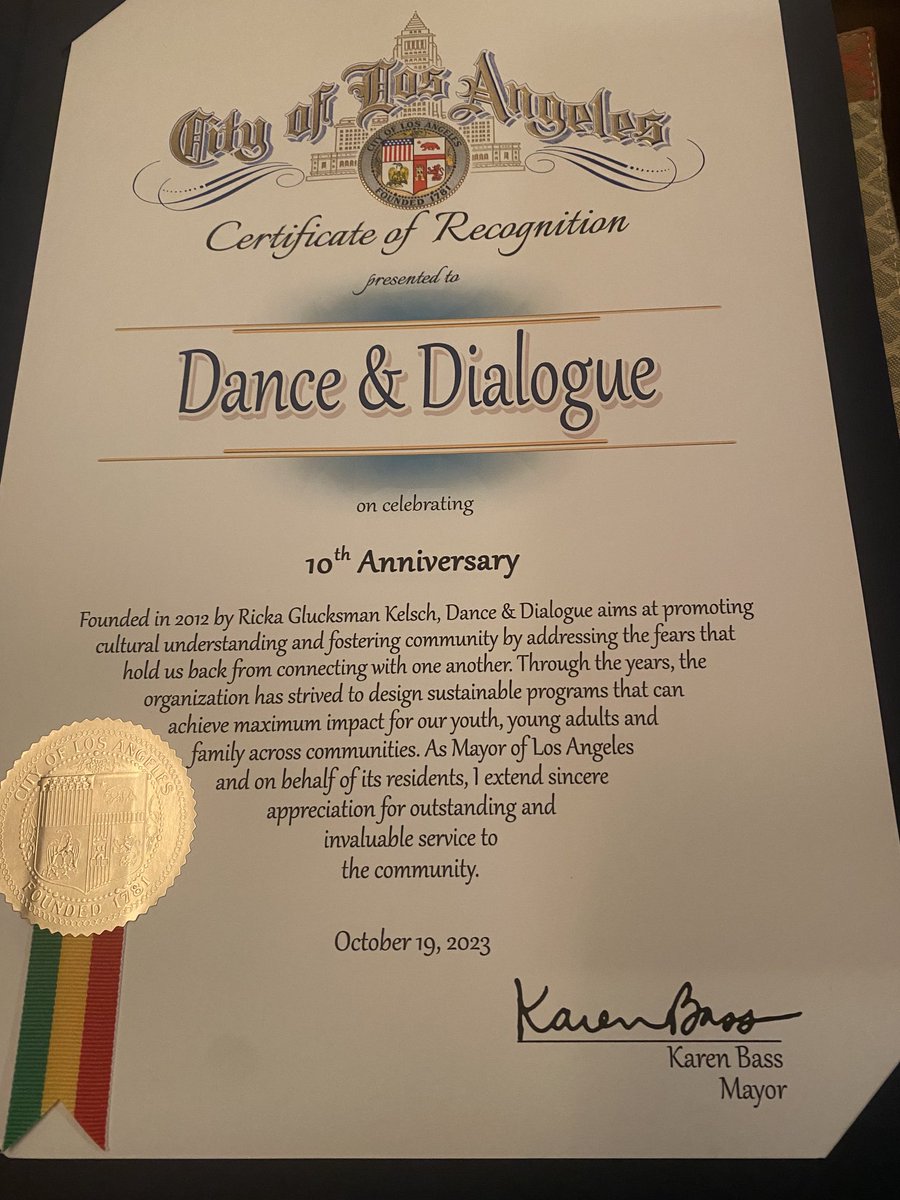 City of Los Angeles
CITY OF LOS ANGELES
FOUNDED 1781
Certificate of Recognition
presented to
Dance & Dialogue
on celebrating
10th Anniversary
Founded in 2012 by Ricka Glucksman Kelsch, Dance & Dialogue aims at promoting
cultural understanding and fostering community by addressing the fears that
hold us back from connecting with one another. Through the years, the
organization has strived to design sustainable programs that can
achieve maximum impact for our youth, young adults and
family across communities. As Mayor of Los Angeles
and on behalf of its residents, I extend sincere
appreciation for outstanding and
invaluable service to
the community.
CITY OF LOS ANGELES
FOUNDED 1781
October 19, 2023
Karen Bass
Karen Bass
Mayor